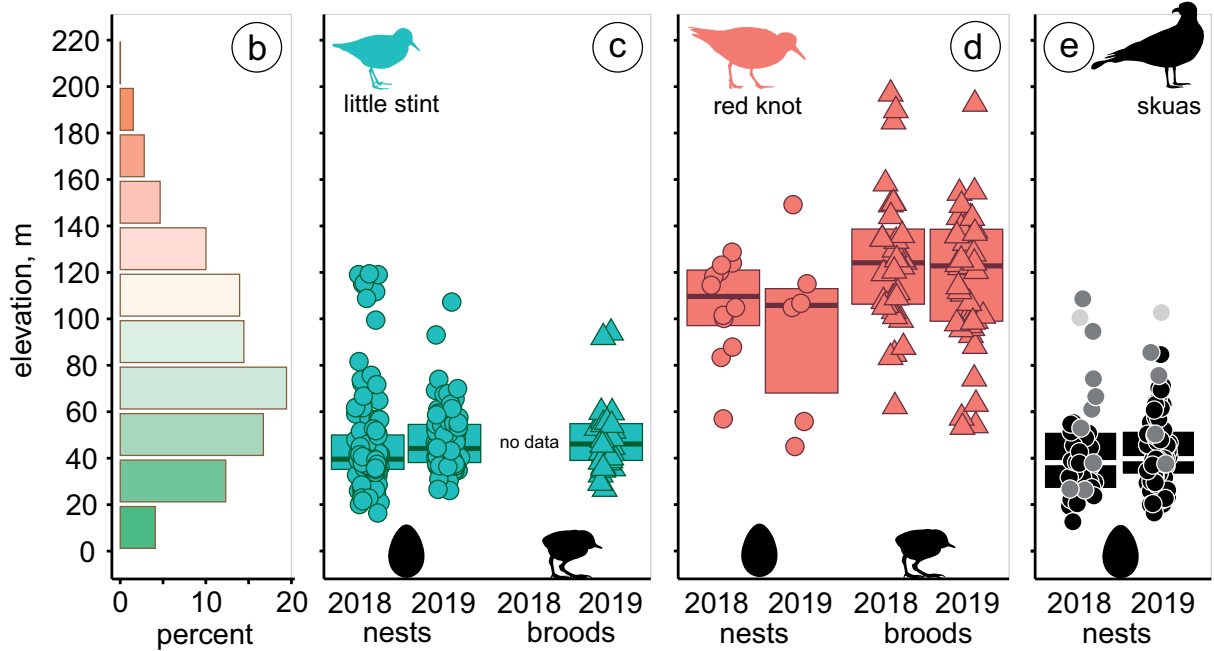 elevation, m
220
200
180
160
140
120
100
80
60
40
20
0
0 10 20
percent
b
little stint
c
no data
2018 2019 2018 2019
nests broods
red knot
d
2018 2019 2018 2019
nests broods
e
skuas
2018 2019
nests